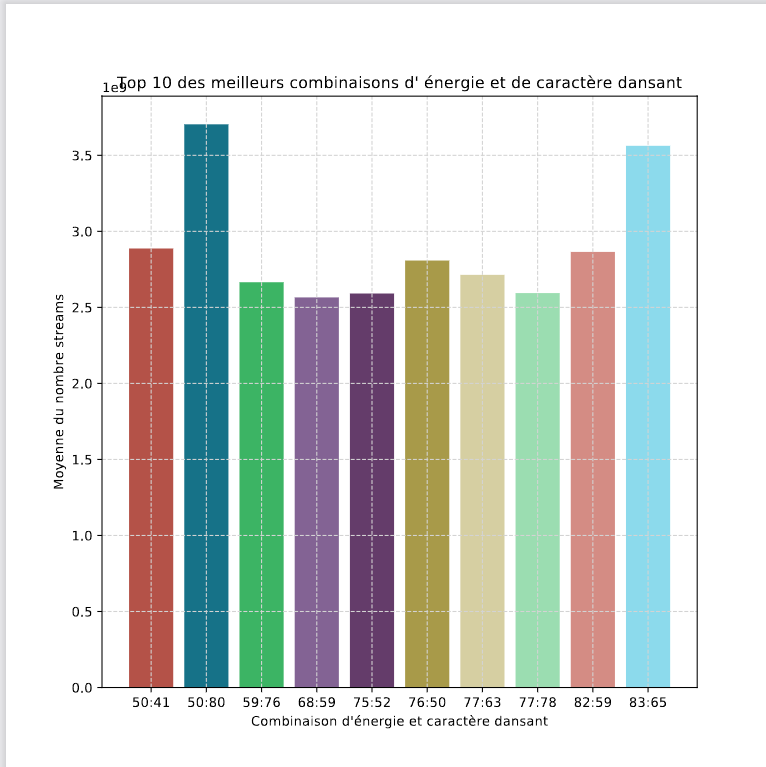 1e9
Top 10 des meilleurs combinaisons d' énergie et de caractère dansant
3.5
3.0
2.5
2.0
1.5
1.0
0.5
0.0
Moyenne du nombre streams
50:41 50:80 59:76 68:59 75:52 76:50 77:63 77:78 82:59 83:65
Combinaison d'énergie et caractère dansant